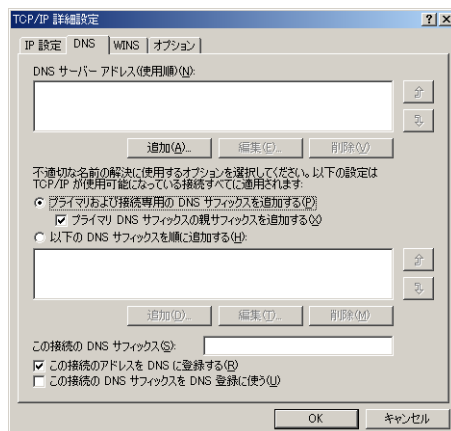 TCP/IP 詳細設定
IP 設定 DNS WINS オプション
DNS サーバー アドレス(使用順)(N):
追加(A)... 編集(E)... 削除(V)
不適切な名前の解決に使用するオプションを選択してください。以下の設定は
TCP/IP が使用可能になっている接続すべてに適用されます:
プライマリおよび接続専用の DNS サフィックスを追加する(P)
プライマリ DNS サフィックスの親サフィックスを追加する(X)
以下の DNS サフィックスを順に追加する(H):
追加(D)... 編集(T)... 削除(M)
この接続の DNS サフィックス(S):
この接続のアドレスを DNS に登録する(R)
この接続の DNS サフィックスを DNS 登録に使う(U)
OK キャンセル